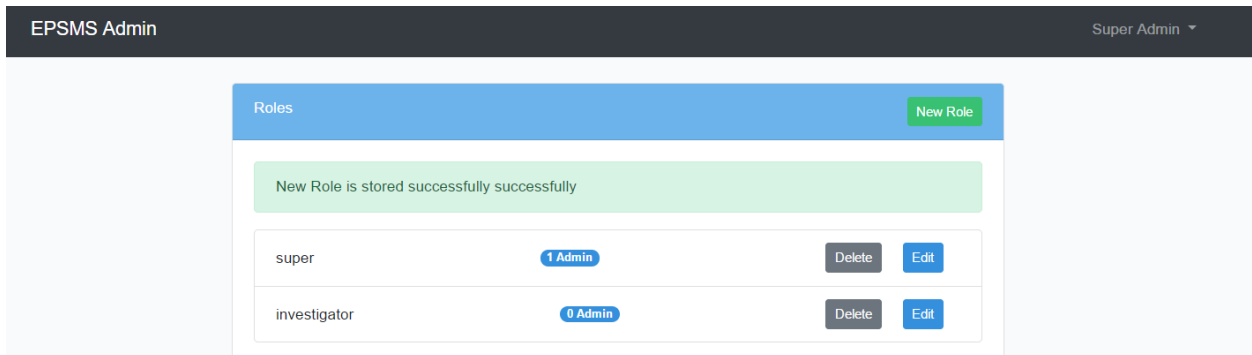 EPSMS Admin Super Admin
Roles New Role
New Role is stored successfully successfully
super 1 Admin Delete Edit
investigator 0 Admin Delete Edit